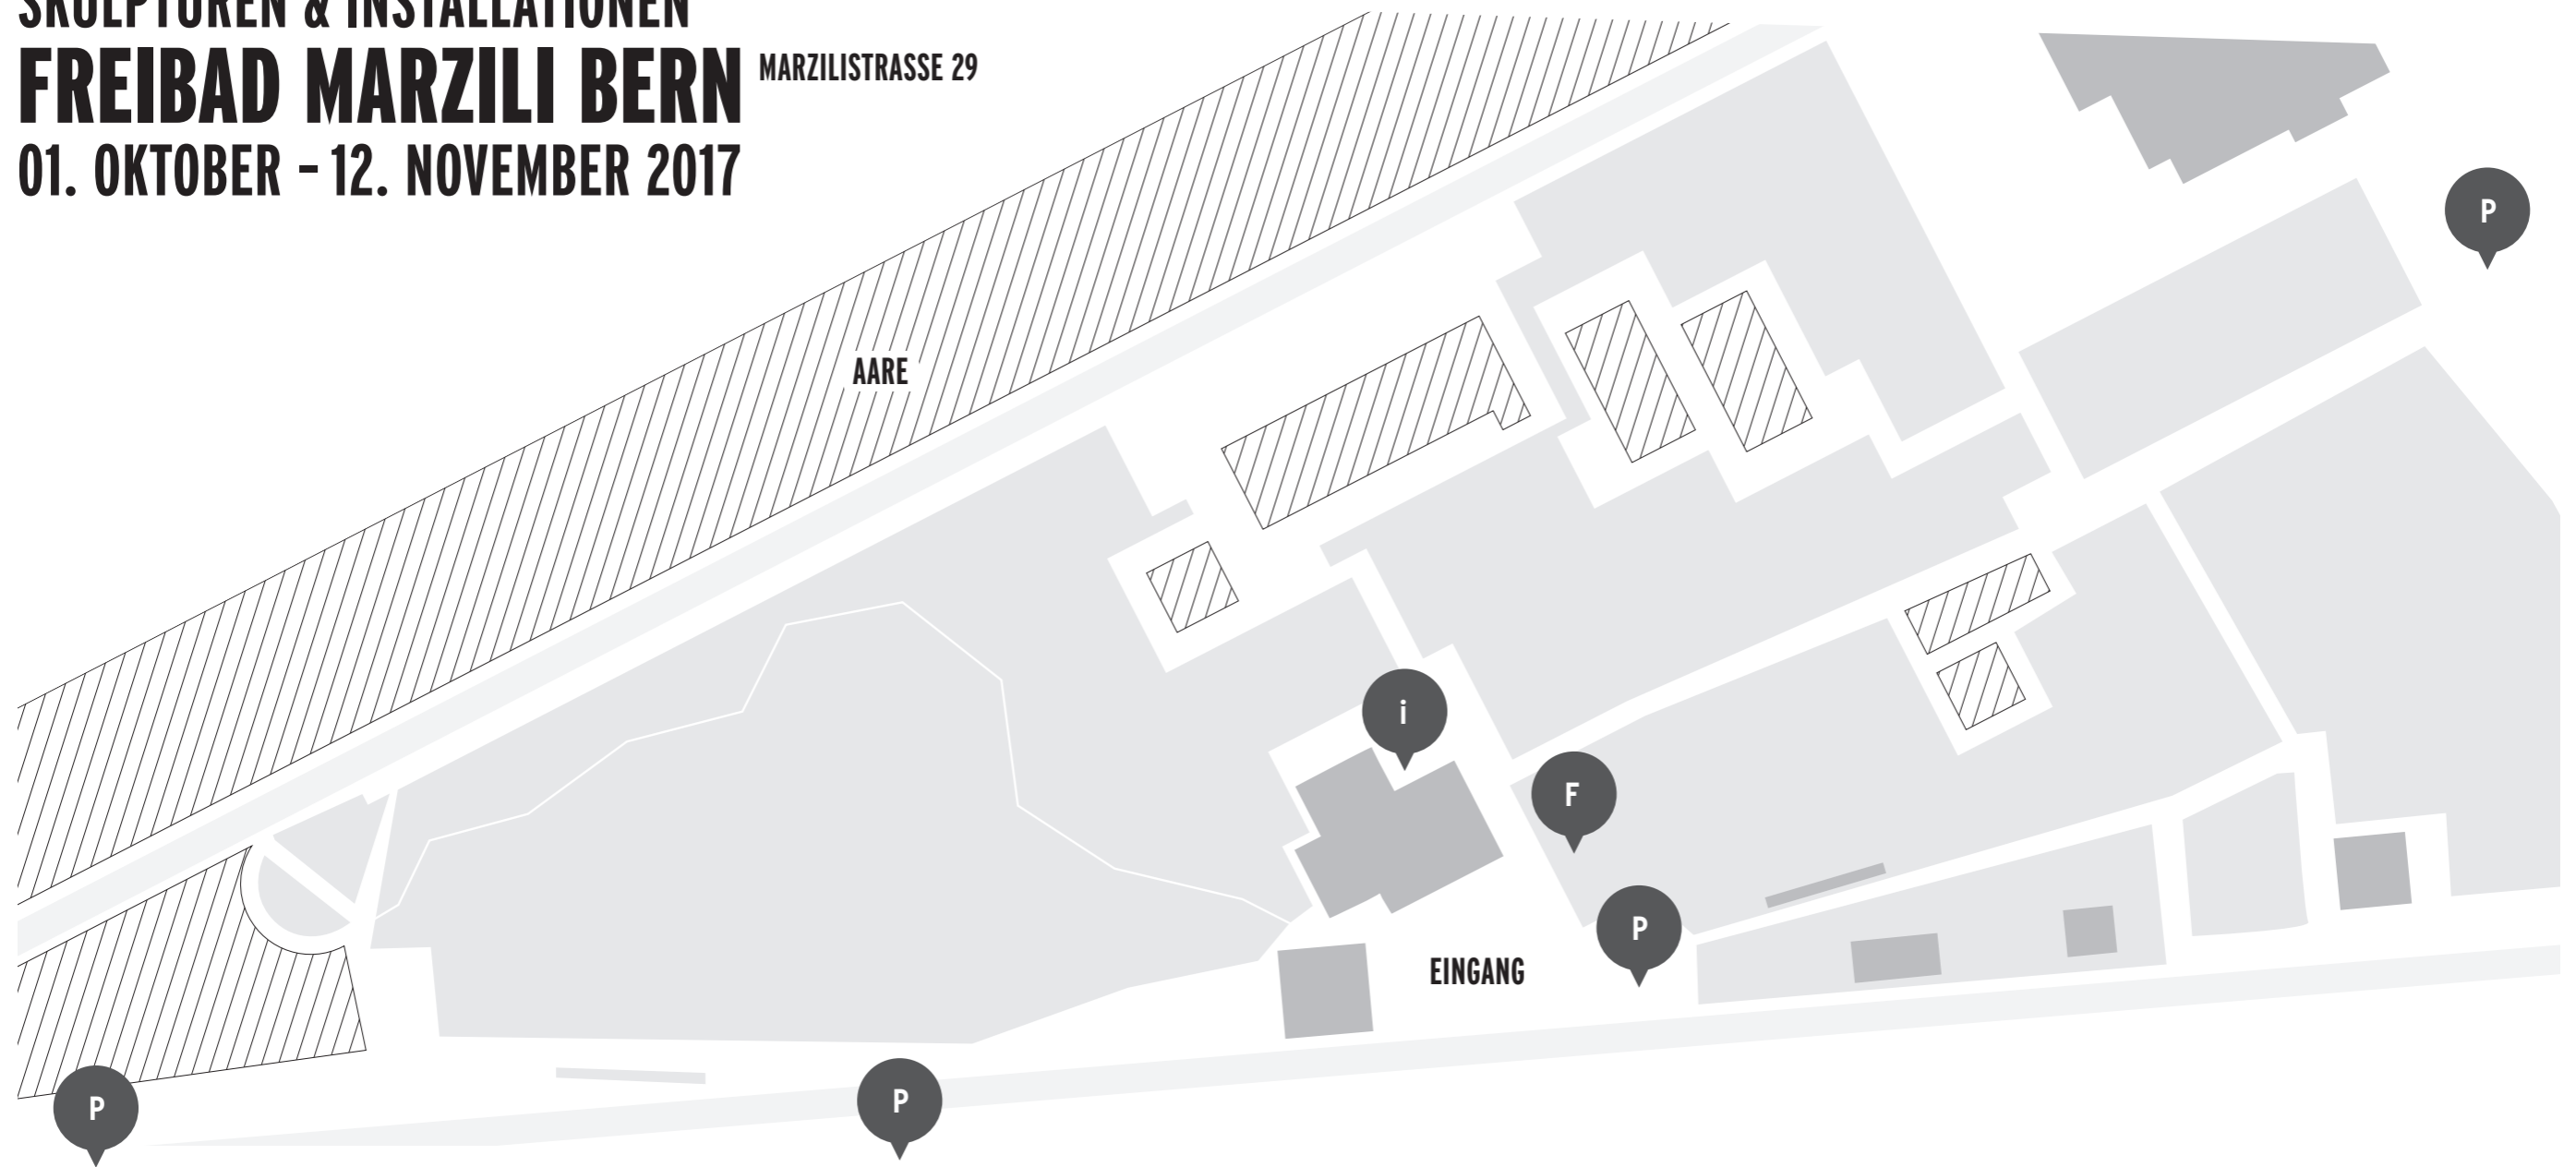 SKULPTUREN & INSTALLATIONEN
FREIBAD MARZILI BERN MARZILISTRASSE 29
01. OKTOBER – 12. NOVEMBER 2017
P
AARE
i
F
P
EINGANG
P
P